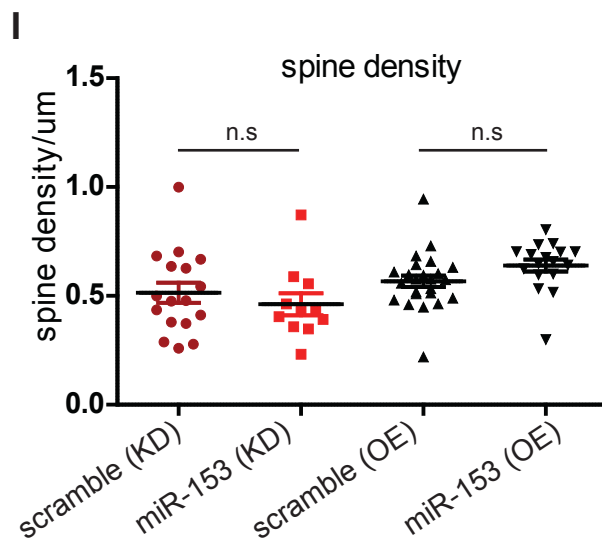 I
spine density
1.5
1.0
0.5
0.0
spine density/um
n.s
n.s
scramble (KD)
miR-153 (KD)
scramble (OE)
miR-153 (OE)